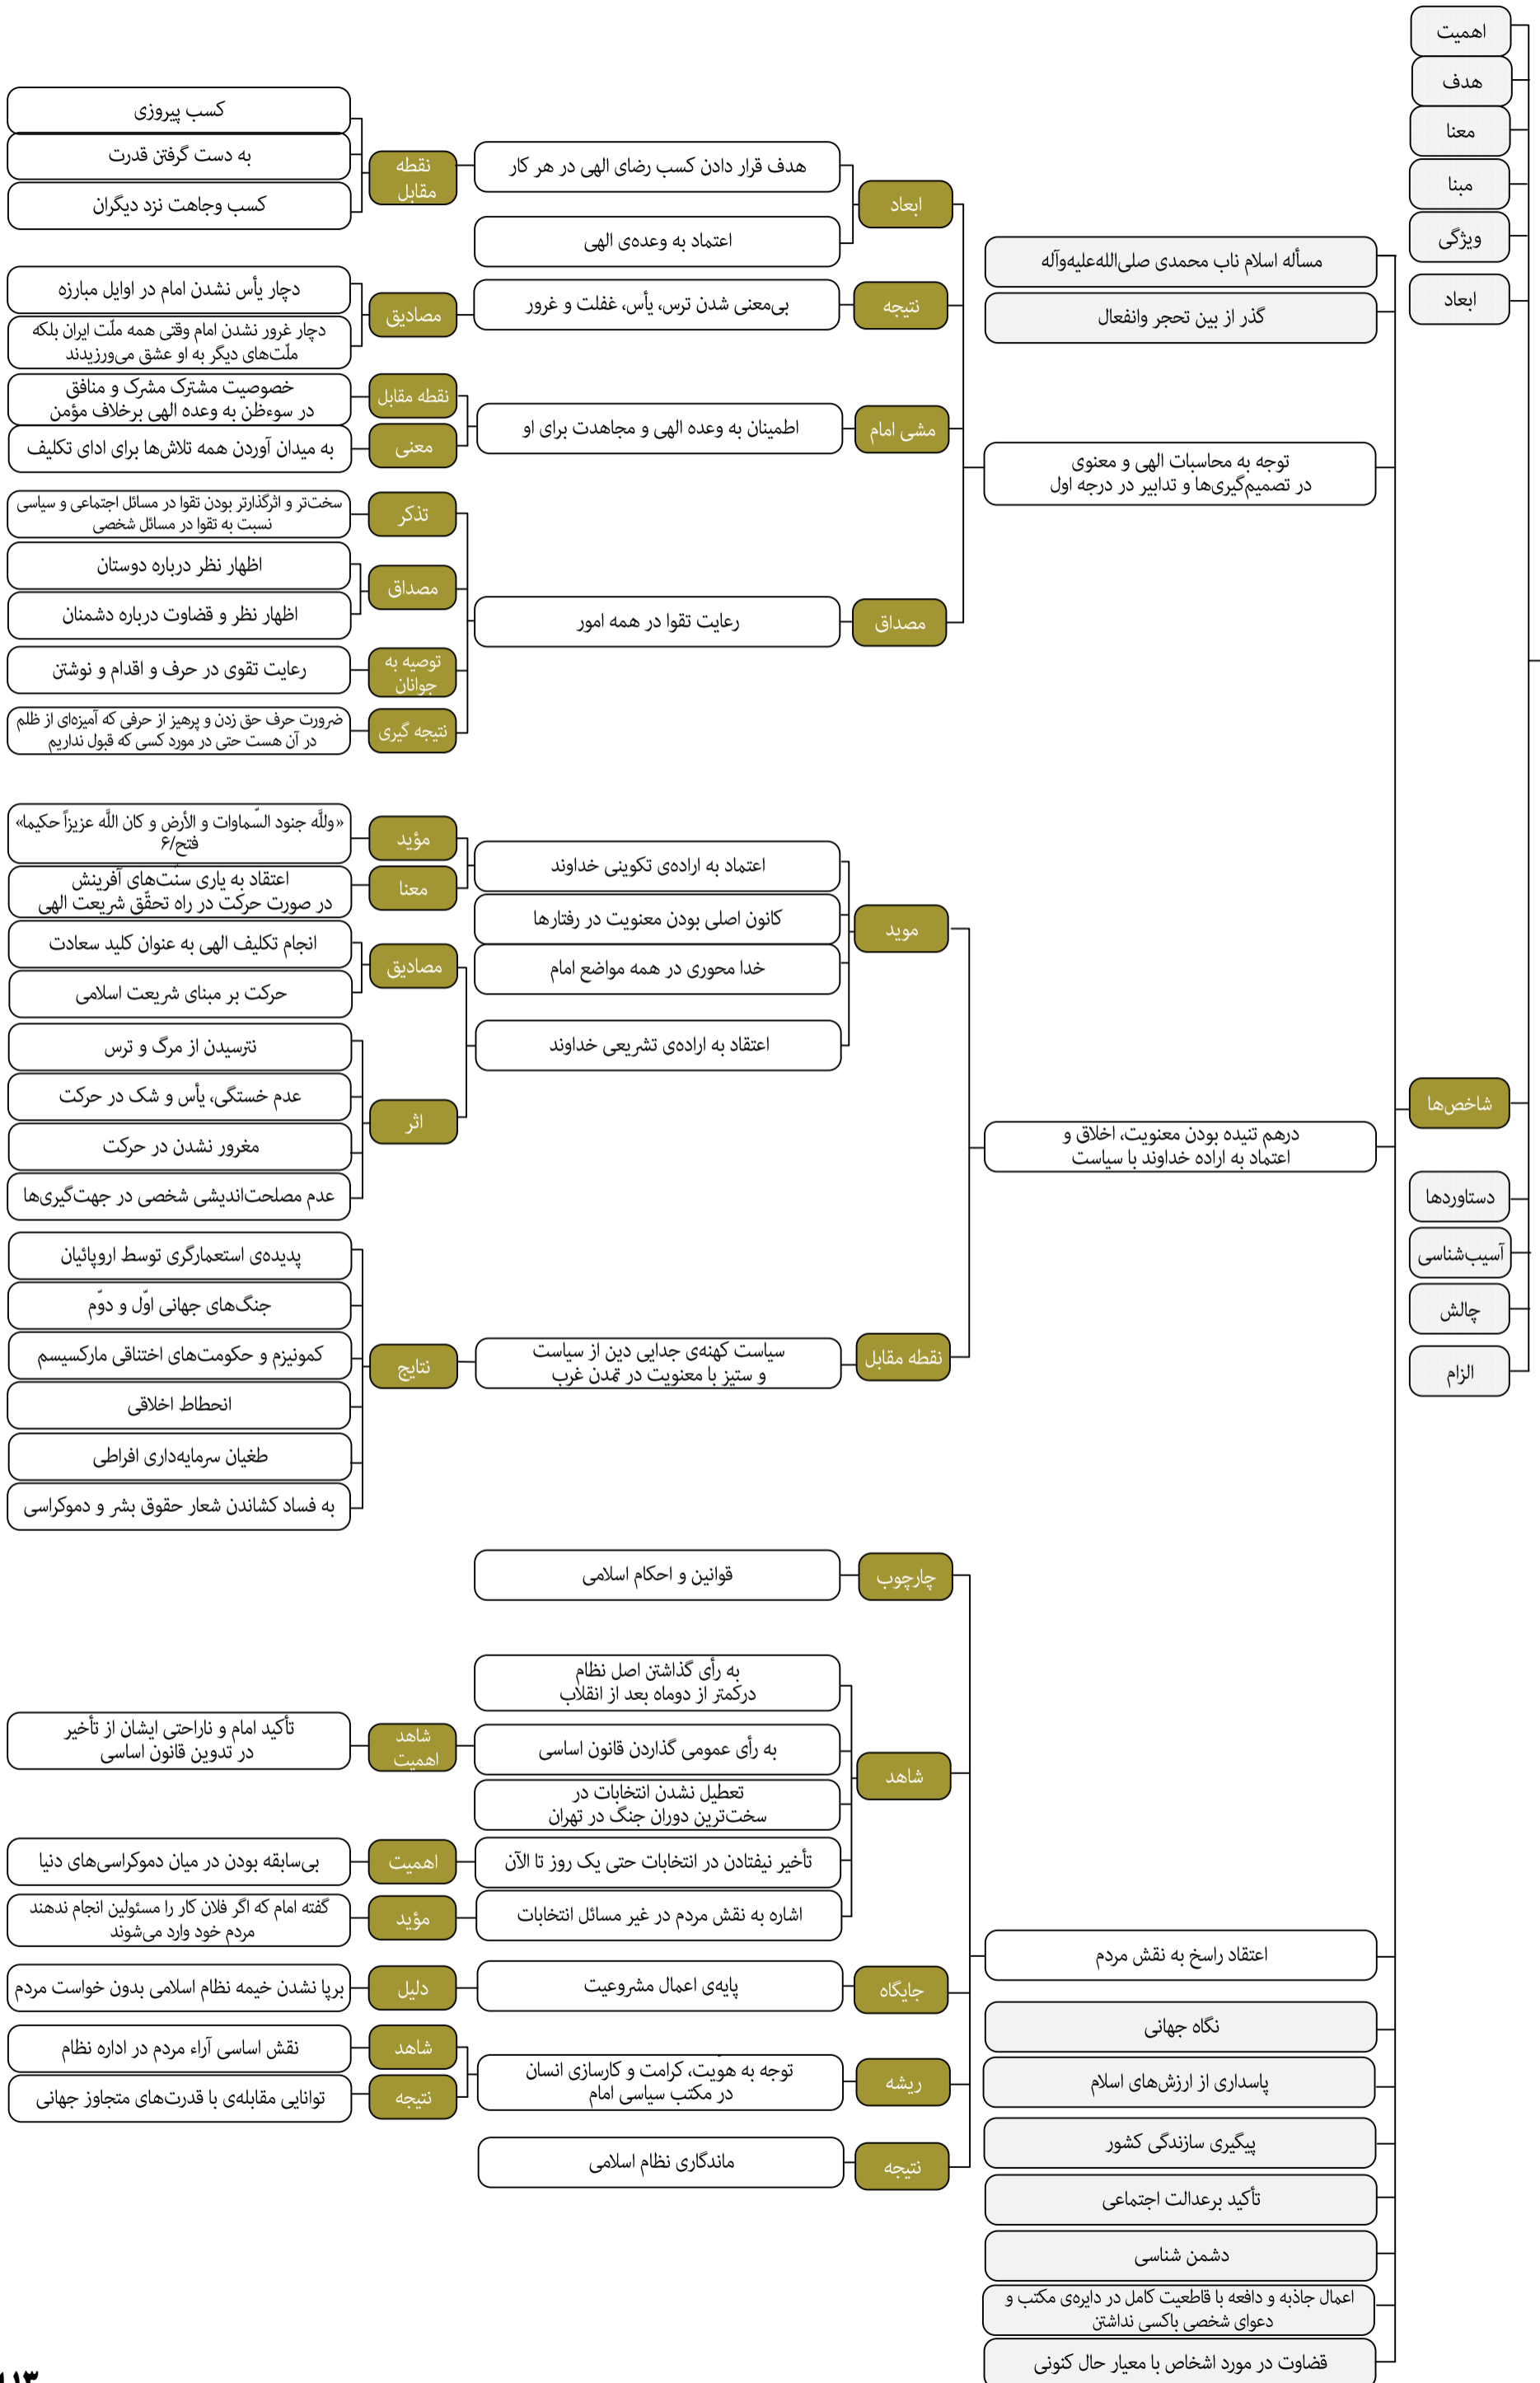 اهمیت
هدف
معنا
مبنا
ویژگی
ابعاد
شاخص‌ها
دستاوردها
آسیب‌شناسی
چالش
الزام
مسأله اسلام ناب محمدی صلی‌الله‌علیه‌وآله
گذر از بین تحجر وانفعال
توجه به محاسبات الهی و معنوی
در تصمیم‌گیری‌ها و تدابیر در درجه اول
ابعاد
هدف قرار دادن کسب رضای الهی در هر کار
نقطه
مقابل
کسب پیروزی
به دست گرفتن قدرت
کسب وجاهت نزد دیگران
اعتماد به وعده‌ی الهی
نتیجه
بی‌معنی شدن ترس، یأس، غفلت و غرور
مصادیق
دچار یأس نشدن امام در اوایل مبارزه
دچار غرور نشدن امام وقتی همه ملّت ایران بلکه
ملّت‌های دیگر به او عشق می‌ورزیدند
مشی امام
اطمینان به وعده الهی و مجاهدت برای او
نقطه مقابل
خصوصیت مشترک مشرک و منافق
در سوءظن به وعده الهی برخلاف مؤمن
معنی
به میدان آوردن همه تلاش‌ها برای ادای تکلیف
مصداق
رعایت تقوا در همه امور
تذکر
سخت‌تر و اثرگذارتر بودن تقوا در مسائل اجتماعی و سیاسی
نسبت به تقوا در مسائل شخصی
مصداق
اظهار نظر درباره دوستان
اظهار نظر و قضاوت درباره دشمنان
توصیه به
جوانان
رعایت تقوی در حرف و اقدام و نوشتن
نتیجه گیری
ضرورت حرف حق زدن و پرهیز از حرفی که آمیزه‌ای از ظلم
در آن هست حتی در مورد کسی که قبول نداریم
درهم تنیده بودن معنویت، اخلاق و
اعتماد به اراده خداوند با سیاست
موید
اعتماد به اراده‌ی تکوینی خداوند
مؤید
«وللَّه جنود السّماوات و الأرض و کان اللَّه عزیزاً حکیما»
فتح/۶
معنا
اعتقاد به یاری سنّت‌های آفرینش
در صورت حرکت در راه تحقّق شریعت الهی
کانون اصلی بودن معنویت در رفتارها
خدا محوری در همه مواضع امام
اعتقاد به اراده‌ی تشریعی خداوند
مصادیق
انجام تکلیف الهی به عنوان کلید سعادت
حرکت بر مبنای شریعت اسلامی
اثر
نترسیدن از مرگ و ترس
عدم خستگی، یأس و شک در حرکت
مغرور نشدن در حرکت
عدم مصلحت‌اندیشی شخصی در جهت‌گیری‌ها
نقطه مقابل
سیاست کهنه‌ی جدایی دین از سیاست
و ستیز با معنویت در تمدن غرب
نتایج
پدیده‌ی استعمارگری توسط اروپائیان
جنگ‌های جهانی اوّل و دوّم
کمونیزم و حکومت‌های اختناقی مارکسیسم
انحطاط اخلاقی
طغیان سرمایه‌داری افراطی
به فساد کشاندن شعار حقوق بشر و دموکراسی
اعتقاد راسخ به نقش مردم
چارچوب
قوانین و احکام اسلامی
شاهد
به رأی گذاشتن اصل نظام
درکمتر از دوماه بعد از انقلاب
به رأی عمومی گذاردن قانون اساسی
شاهد
اهمیت
تأکید امام و ناراحتی ایشان از تأخیر
در تدوین قانون اساسی
تعطیل نشدن انتخابات در
سخت‌ترین دوران جنگ در تهران
تأخیر نیفتادن در انتخابات حتی یک روز تا الآن
اهمیت
بی‌سابقه بودن در میان دموکراسی‌های دنیا
اشاره به نقش مردم در غیر مسائل انتخابات
مؤید
گفته امام که اگر فلان کار را مسئولین انجام ندهند
مردم خود وارد می‌شوند
جایگاه
پایه‌ی اعمال مشروعیت
دلیل
برپا نشدن خیمه نظام اسلامی بدون خواست مردم
ریشه
توجه به هوّیت، کرامت و کارسازی انسان
در مکتب سیاسی امام
شاهد
نقش اساسی آراء مردم در اداره نظام
نتیجه
توانایی مقابله‌ی با قدرت‌های متجاوز جهانی
نتیجه
ماندگاری نظام اسلامی
نگاه جهانی
پاسداری از ارزش‌های اسلام
پیگیری سازندگی کشور
تأکید برعدالت اجتماعی
دشمن شناسی
اعمال جاذبه و دافعه با قاطعیت کامل در دایره‌ی مکتب و
دعوای شخصی باکسی نداشتن
قضاوت در مورد اشخاص با معیار حال کنونی